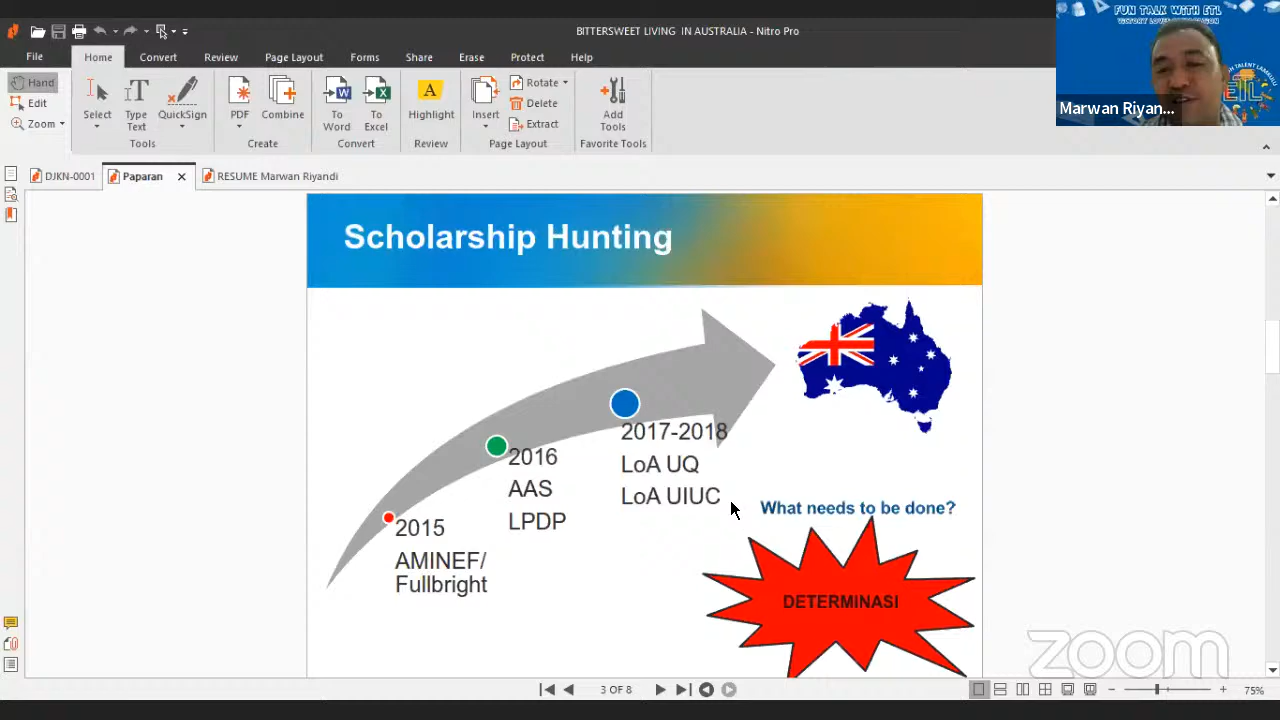 BITTERSWEET LIVING IN AUSTRALIA - Nitro Pro
FUN TALK WITH ETL
ETL
Marwan Riyan...
File
Home
Convert
Review
Page Layout
Forms
Share
Erase
Protect
Help
Hand
Edit
Zoom
Select
Type
Text
QuickSign
Tools
PDF
Combine
Create
To
Word
To
Excel
Convert
Highlight
Review
Insert
Rotate
Delete
Extract
Page Layout
Add
Tools
Favorite Tools
DJKN-0001
Paparan
RESUME Marwan Riyandi
Scholarship Hunting
2015
AMINEF/
Fullbright
2016
AAS
LPDP
2017-2018
LoA UQ
LoA UIUC
What needs to be done?
DETERMINASI
zoom
3 OF 8
75%